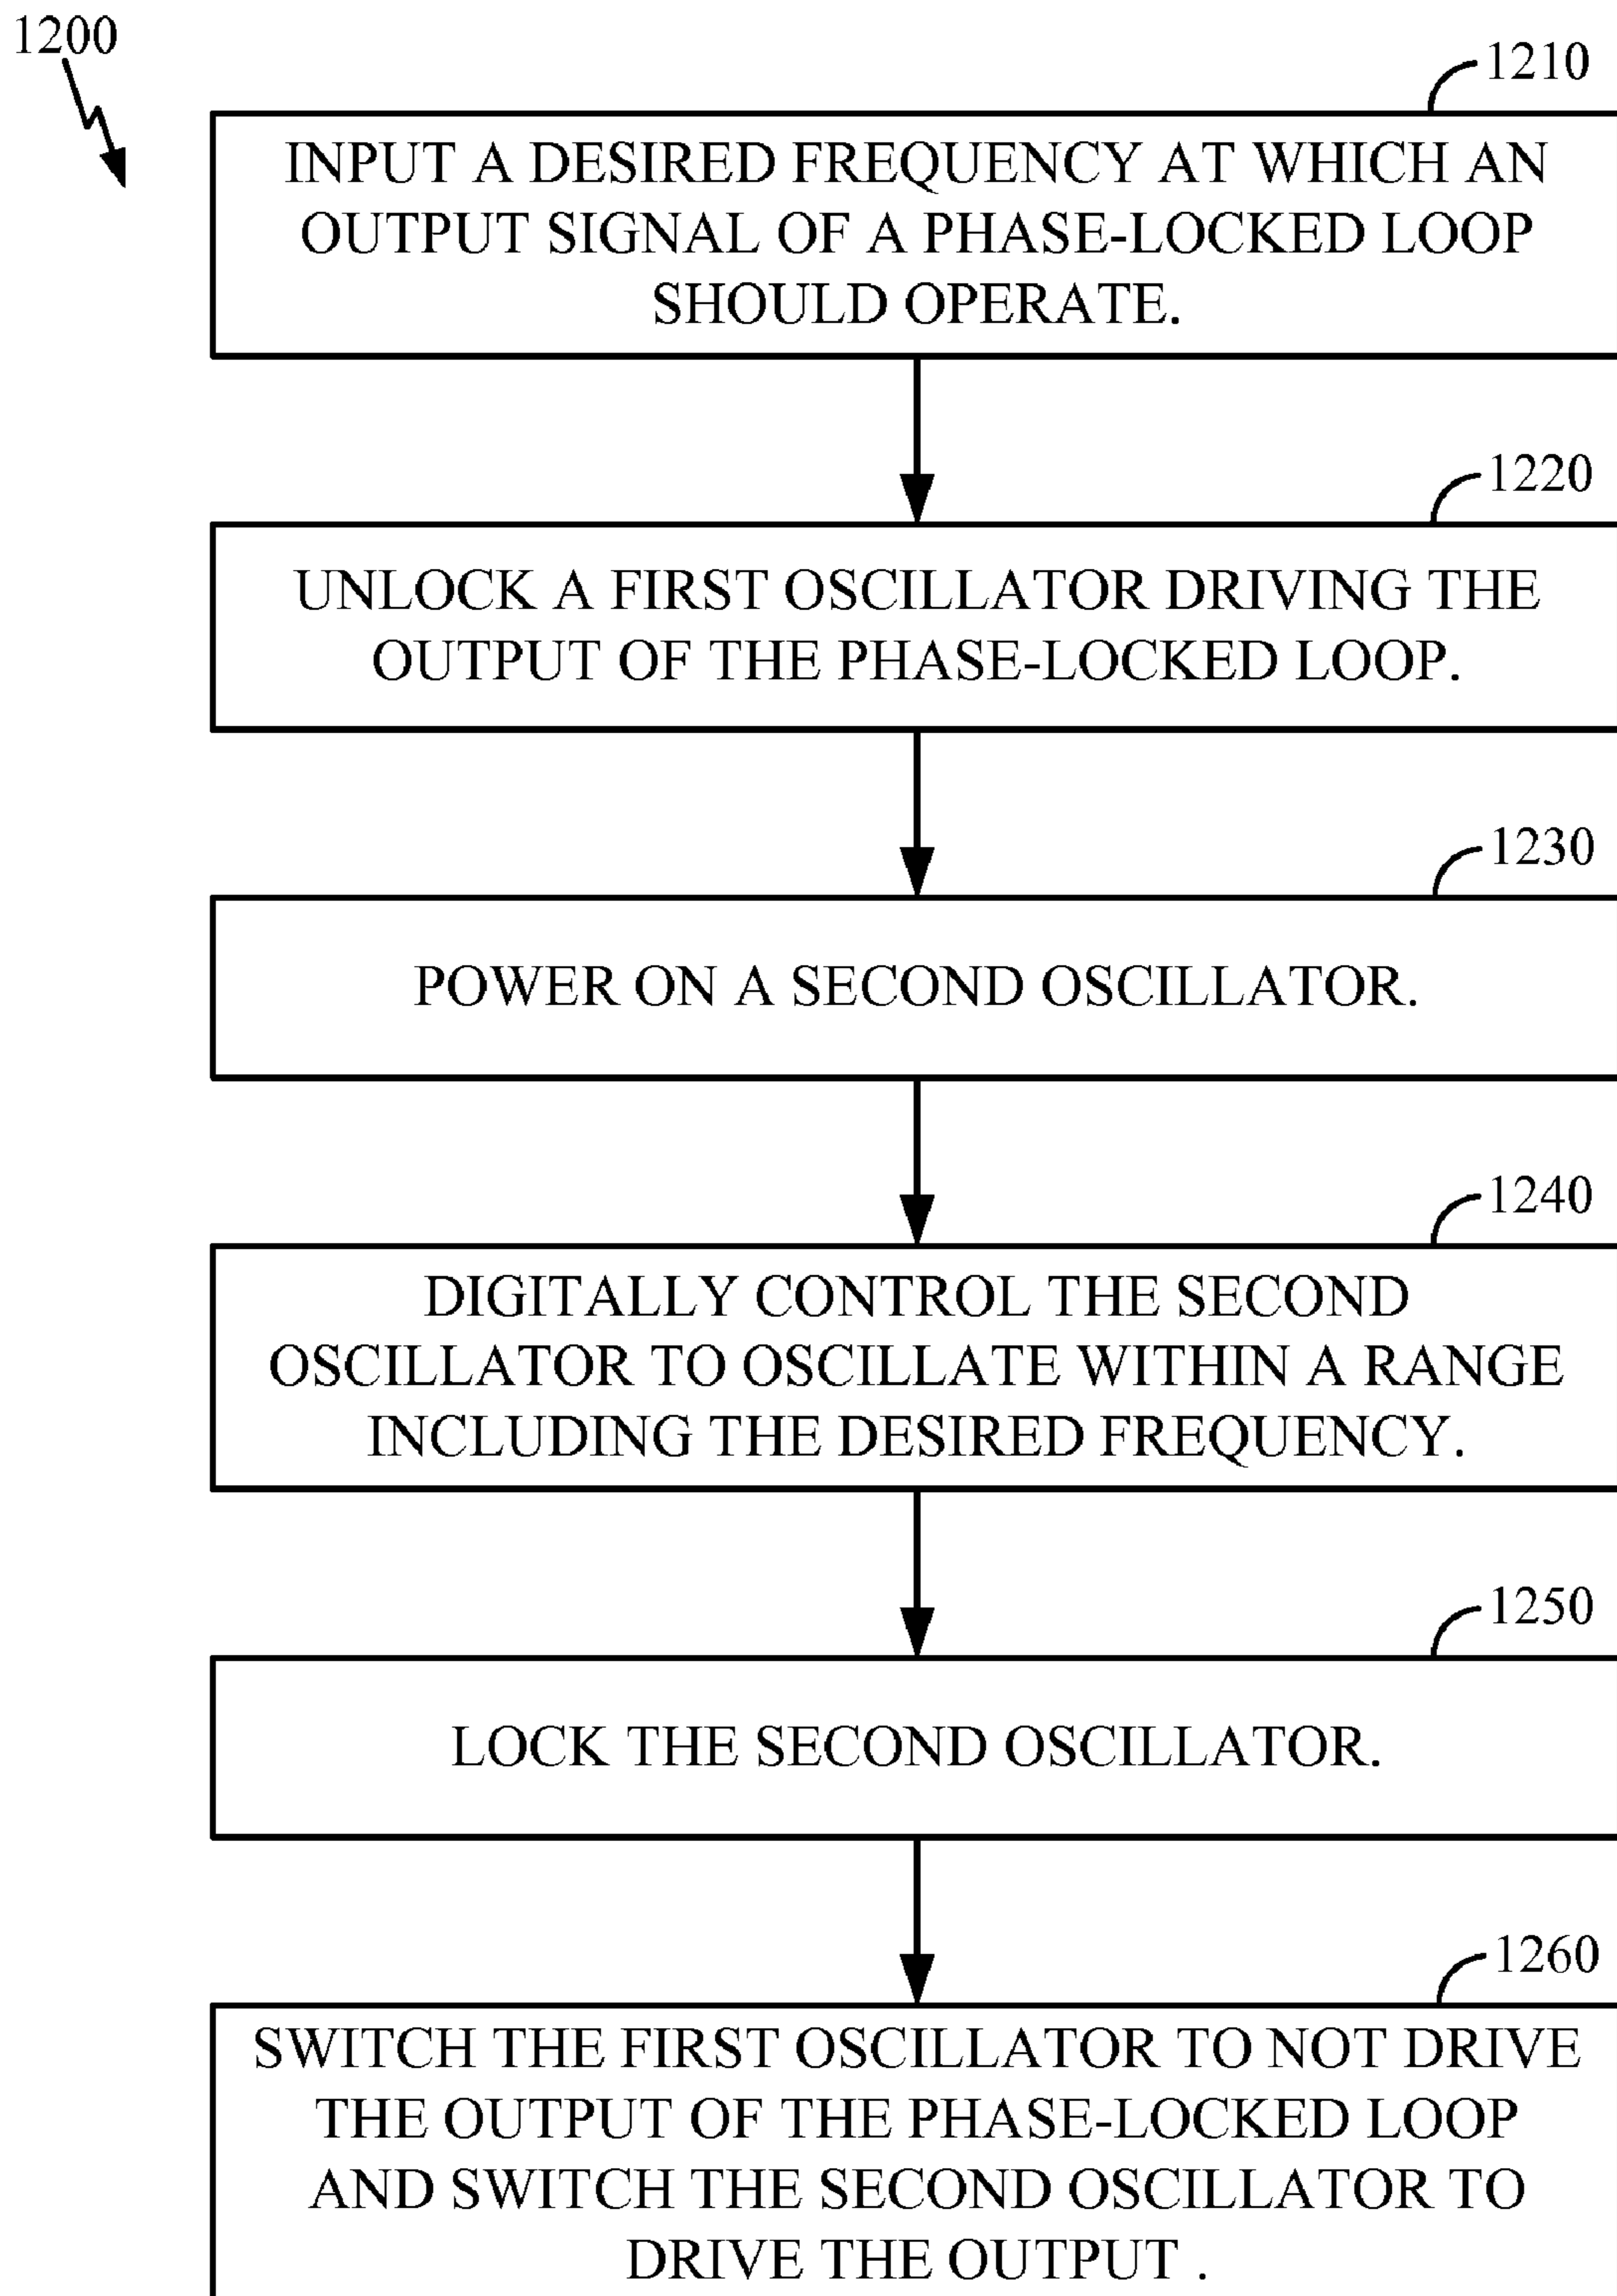 1200
1210
INPUT A DESIRED FREQUENCY AT WHICH AN
OUTPUT SIGNAL OF A PHASE-LOCKED LOOP
SHOULD OPERATE.
1220
UNLOCK A FIRST OSCILLATOR DRIVING THE
OUTPUT OF THE PHASE-LOCKED LOOP.
1230
POWER ON A SECOND OSCILLATOR.
1240
DIGITALLY CONTROL THE SECOND
OSCILLATOR TO OSCILLATE WITHIN A RANGE
INCLUDING THE DESIRED FREQUENCY.
1250
LOCK THE SECOND OSCILLATOR.
1260
SWITCH THE FIRST OSCILLATOR TO NOT DRIVE
THE OUTPUT OF THE PHASE-LOCKED LOOP
AND SWITCH THE SECOND OSCILLATOR TO
DRIVE THE OUTPUT .